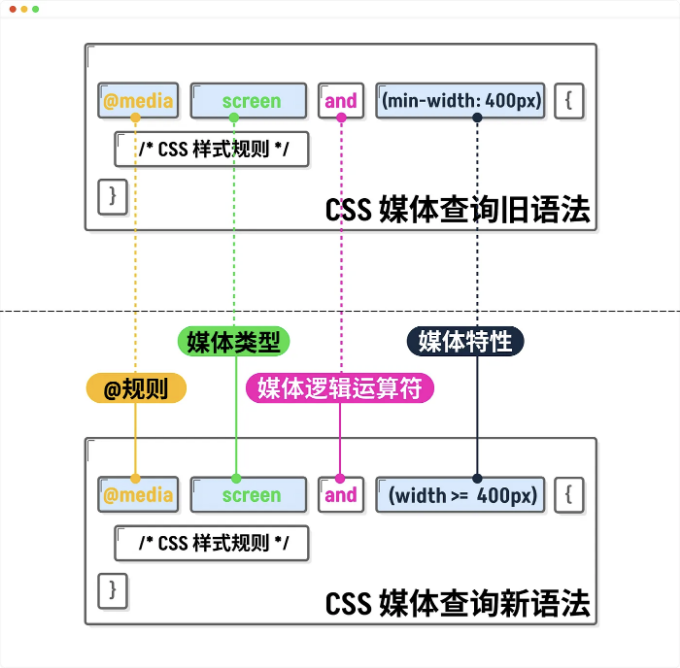 @media screen and (min-width: 400px) {
/* CSS 样式规则 */
}
CSS 媒体查询旧语法
媒体类型 媒体特性
@规则 媒体逻辑运算符
@media screen and (width >= 400px) {
/* CSS 样式规则 */
}
CSS 媒体查询新语法